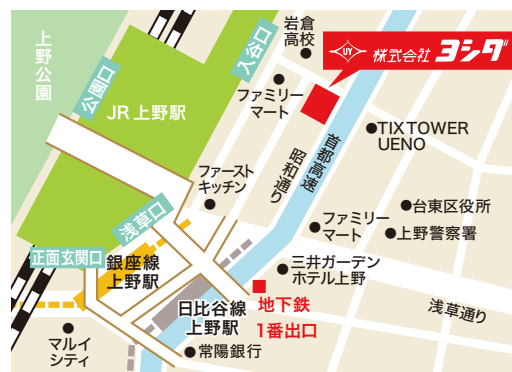 上野公園
公園口
JR上野駅
入谷口
岩倉
高校
UY 株式会社 ヨシダ
ファミリー
マート
首都高速
昭和通り
TIX TOWER
UENO
ファースト
キッチン
浅草口
正面玄関口
銀座線
上野駅
日比谷線
上野駅
ファミリー
マート
台東区役所
上野警察署
三井ガーデン
ホテル上野
地下鉄
1番出口
浅草通り
マルイ
シティ
常陽銀行